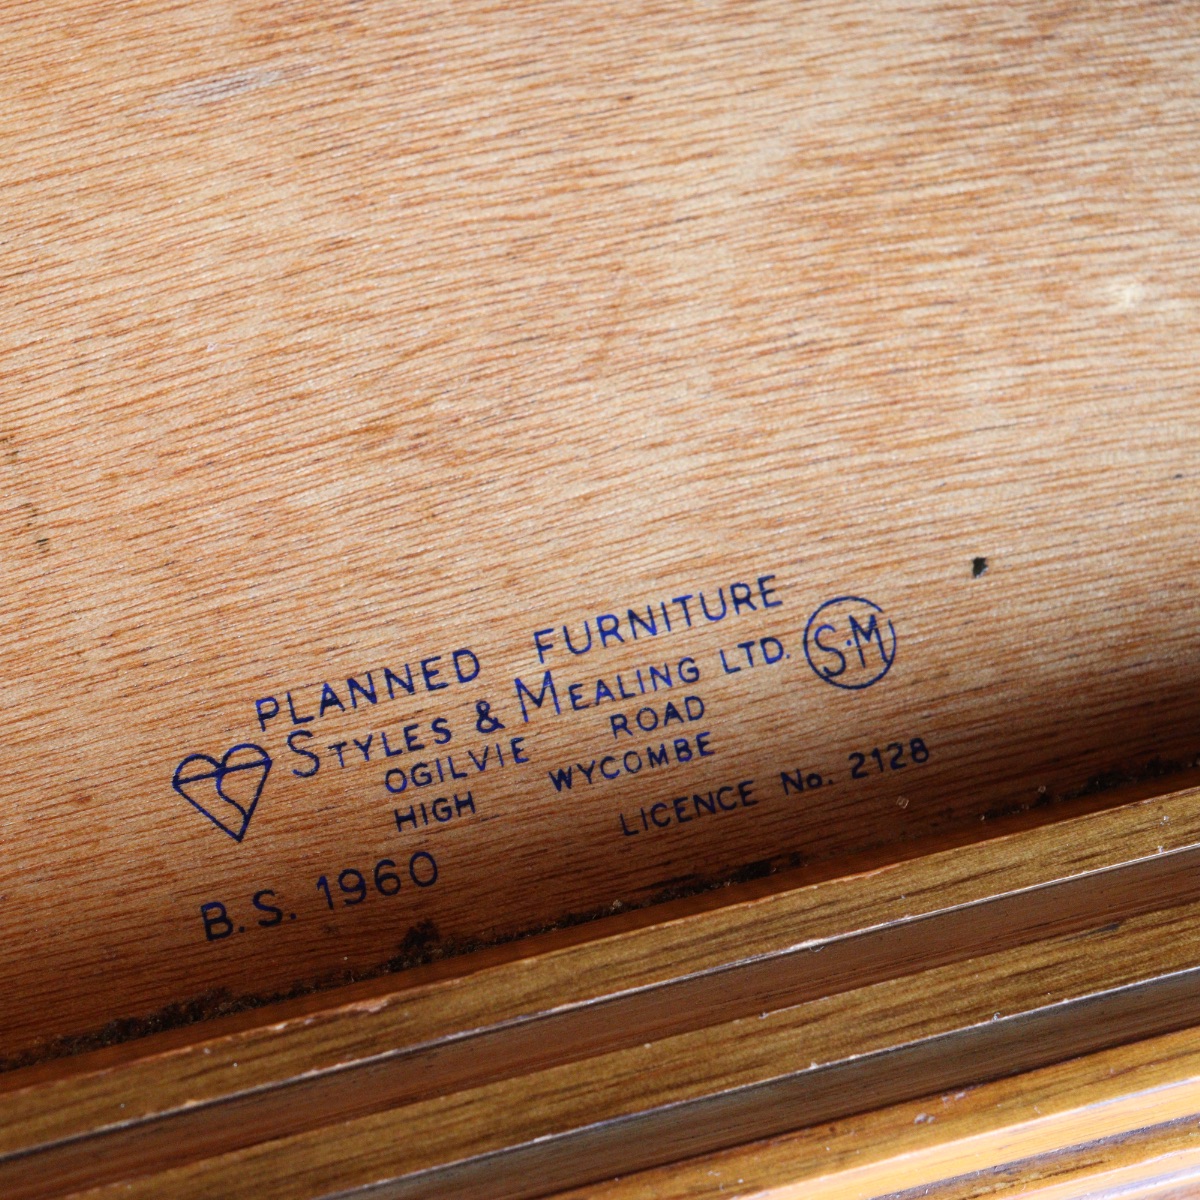 PLANNED FURNITURE
STYLES & MEALING LTD. S·M
OGILVIE ROAD
HIGH WYCOMBE
LICENCE No. 2128
B.S. 1960